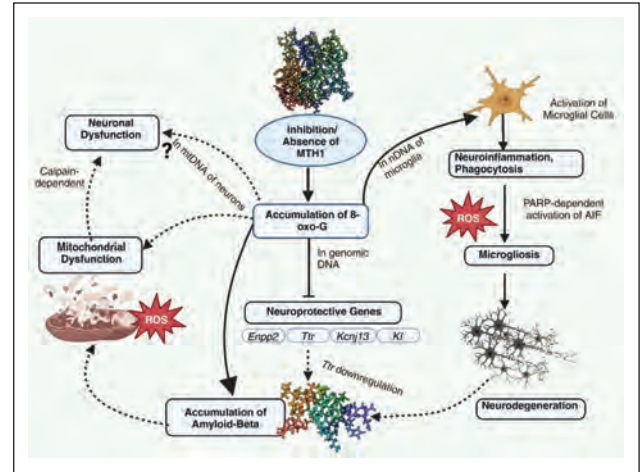 Neuronal
Dysfunction
?
Calpain-
dependent
In mtDNA of neurons
Inhibition/
Absence of
MTH1
In nDNA of
microglia
Activation of
Microglial Cells
Neuroinflammation,
Phagocytosis
PARP-dependent
activation of AIF
ROS
Accumulation of 8-
oxo-G
Mitochondrial
Dysfunction
In genomic
DNA
Microgliosis
ROS
Neuroprotective Genes
Enpp2
Ttr
Kcnj13
Kl
Ttr downregulation
Accumulation of
Amyloid-Beta
Neurodegeneration